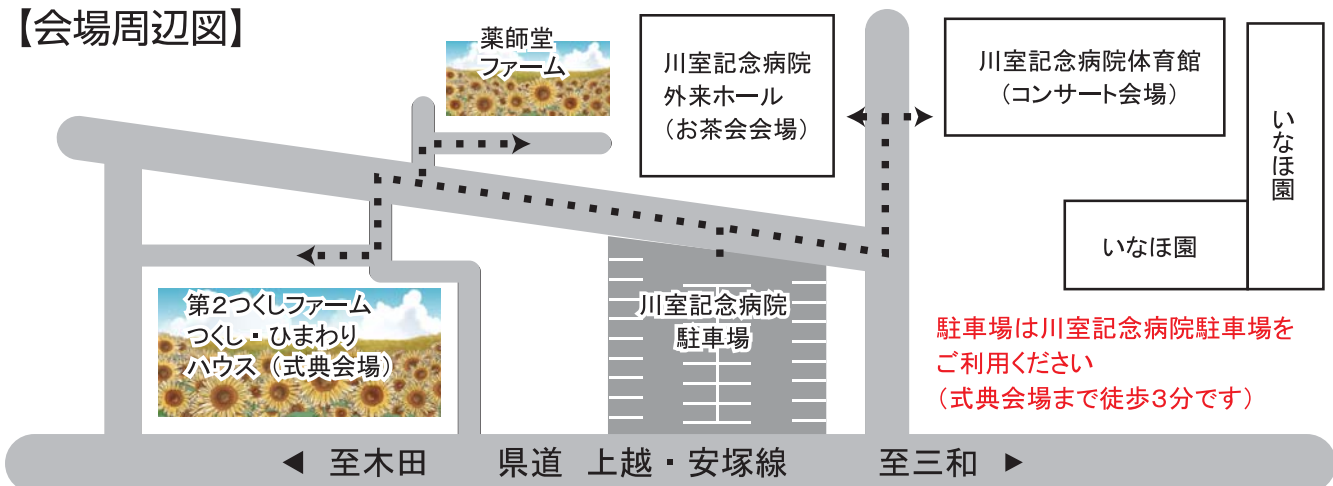 【会場周辺図】
薬師堂
ファーム
川室記念病院
外来ホール
（お茶会会場）
川室記念病院体育館
（コンサート会場）
いなほ園
いなほ園
第2つくしファーム
つくし・ひまわり
ハウス（式典会場）
川室記念病院
駐車場
駐車場は川室記念病院駐車場を
ご利用ください
（式典会場まで徒歩3分です）
◀ 至木田 県道 上越・安塚線 至三和 ▶